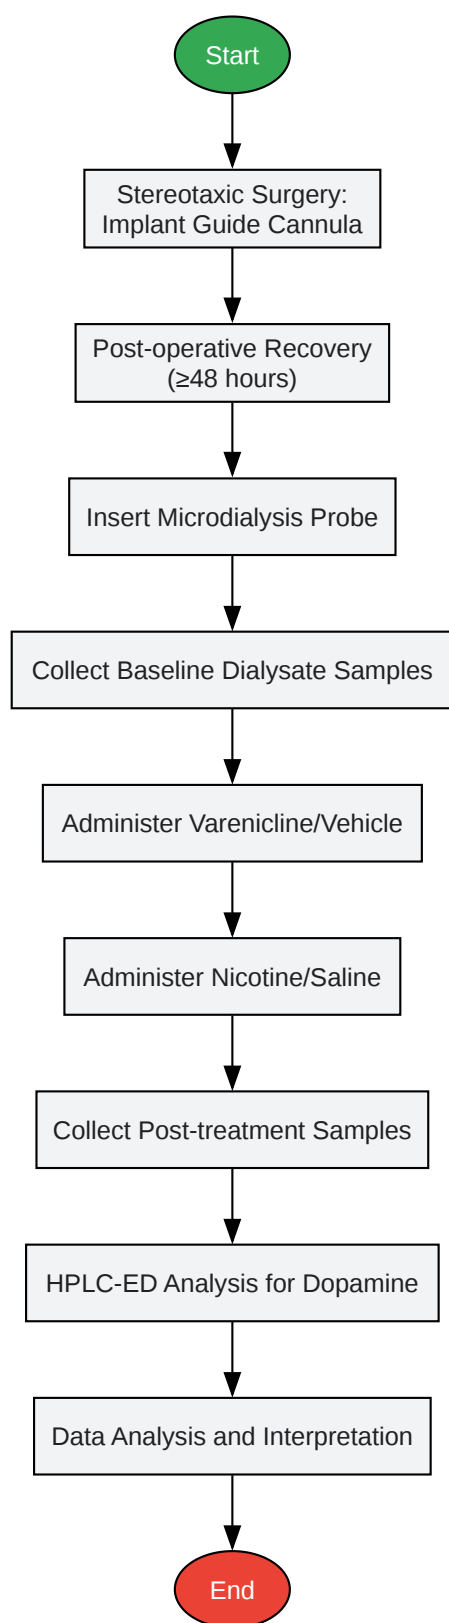 Start
Stereotaxic Surgery:
Implant Guide Cannula
Post-operative Recovery
(≥48 hours)
Insert Microdialysis Probe
Collect Baseline Dialysate Samples
Administer Varenicline/Vehicle
Administer Nicotine/Saline
Collect Post-treatment Samples
HPLC-ED Analysis for Dopamine
Data Analysis and Interpretation
End